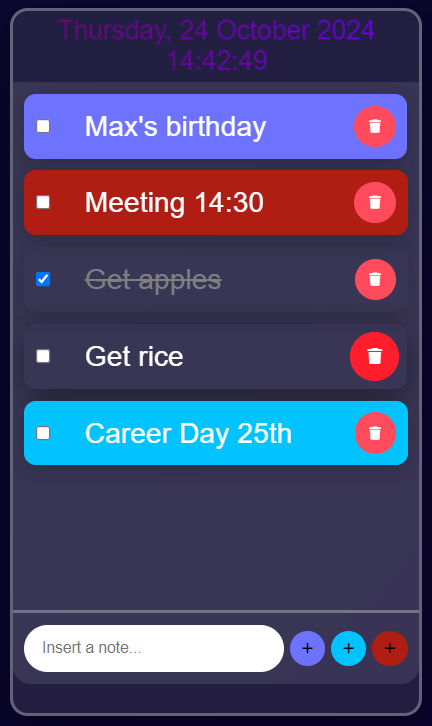 Thursday, 24 October 2024
14:42:49
Max's birthday
Meeting 14:30
Get apples
Get rice
Career Day 25th
Insert a note...
+ + +